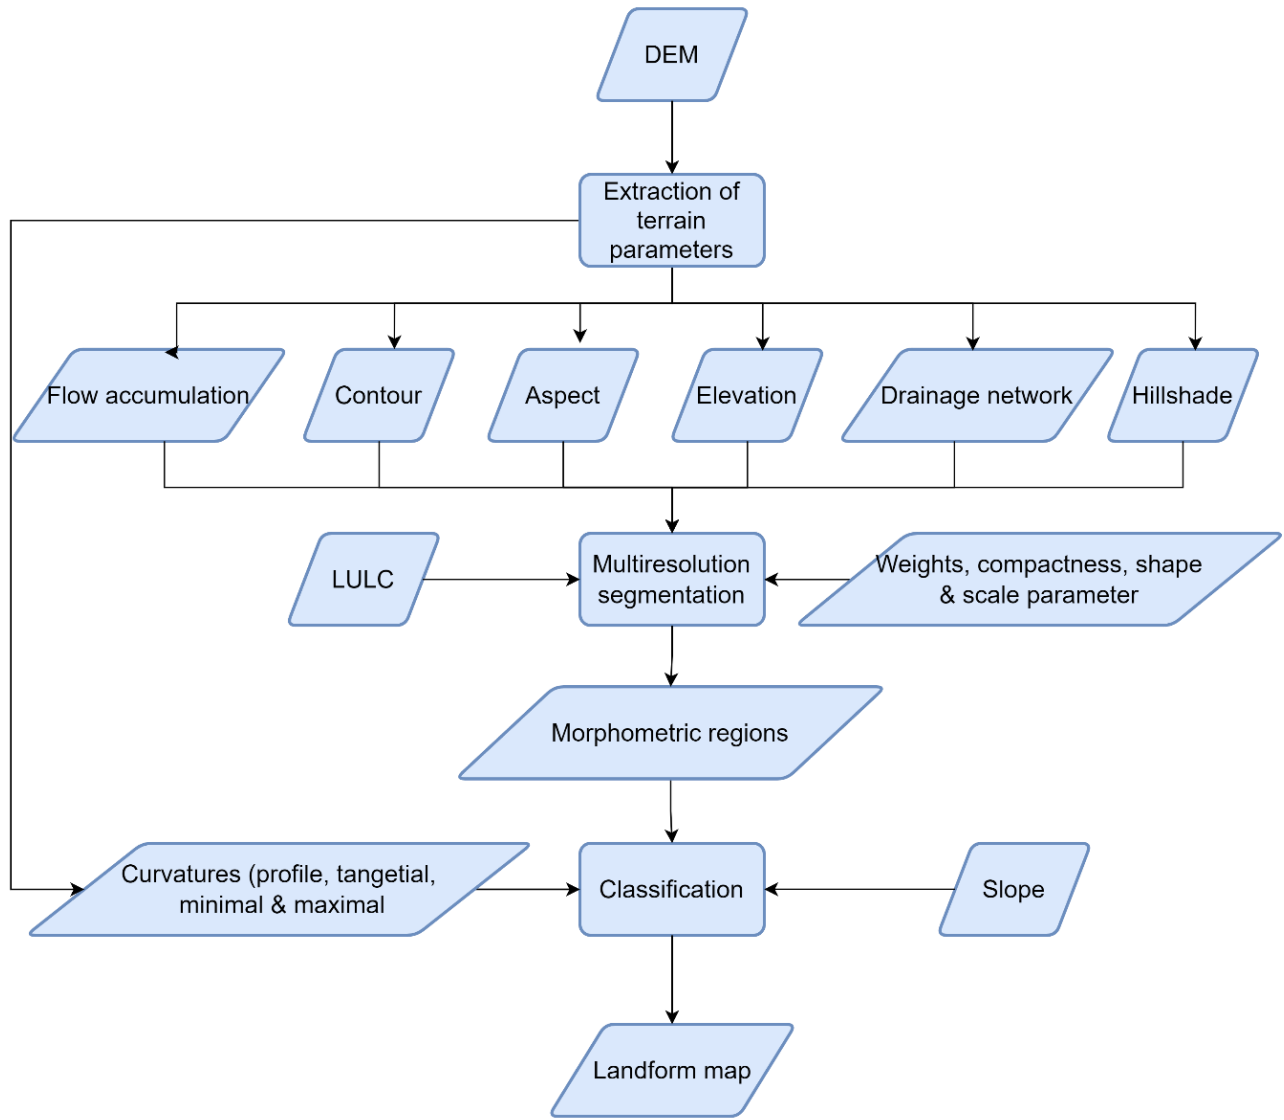 DEM
Extraction of
terrain
parameters
Flow accumulation
Contour
Aspect
Elevation
Drainage network
Hillshade
LULC
Multiresolution
segmentation
Weights, compactness, shape
& scale parameter
Morphometric regions
Curvatures (profile, tangetial,
minimal & maximal
Classification
Slope
Landform map